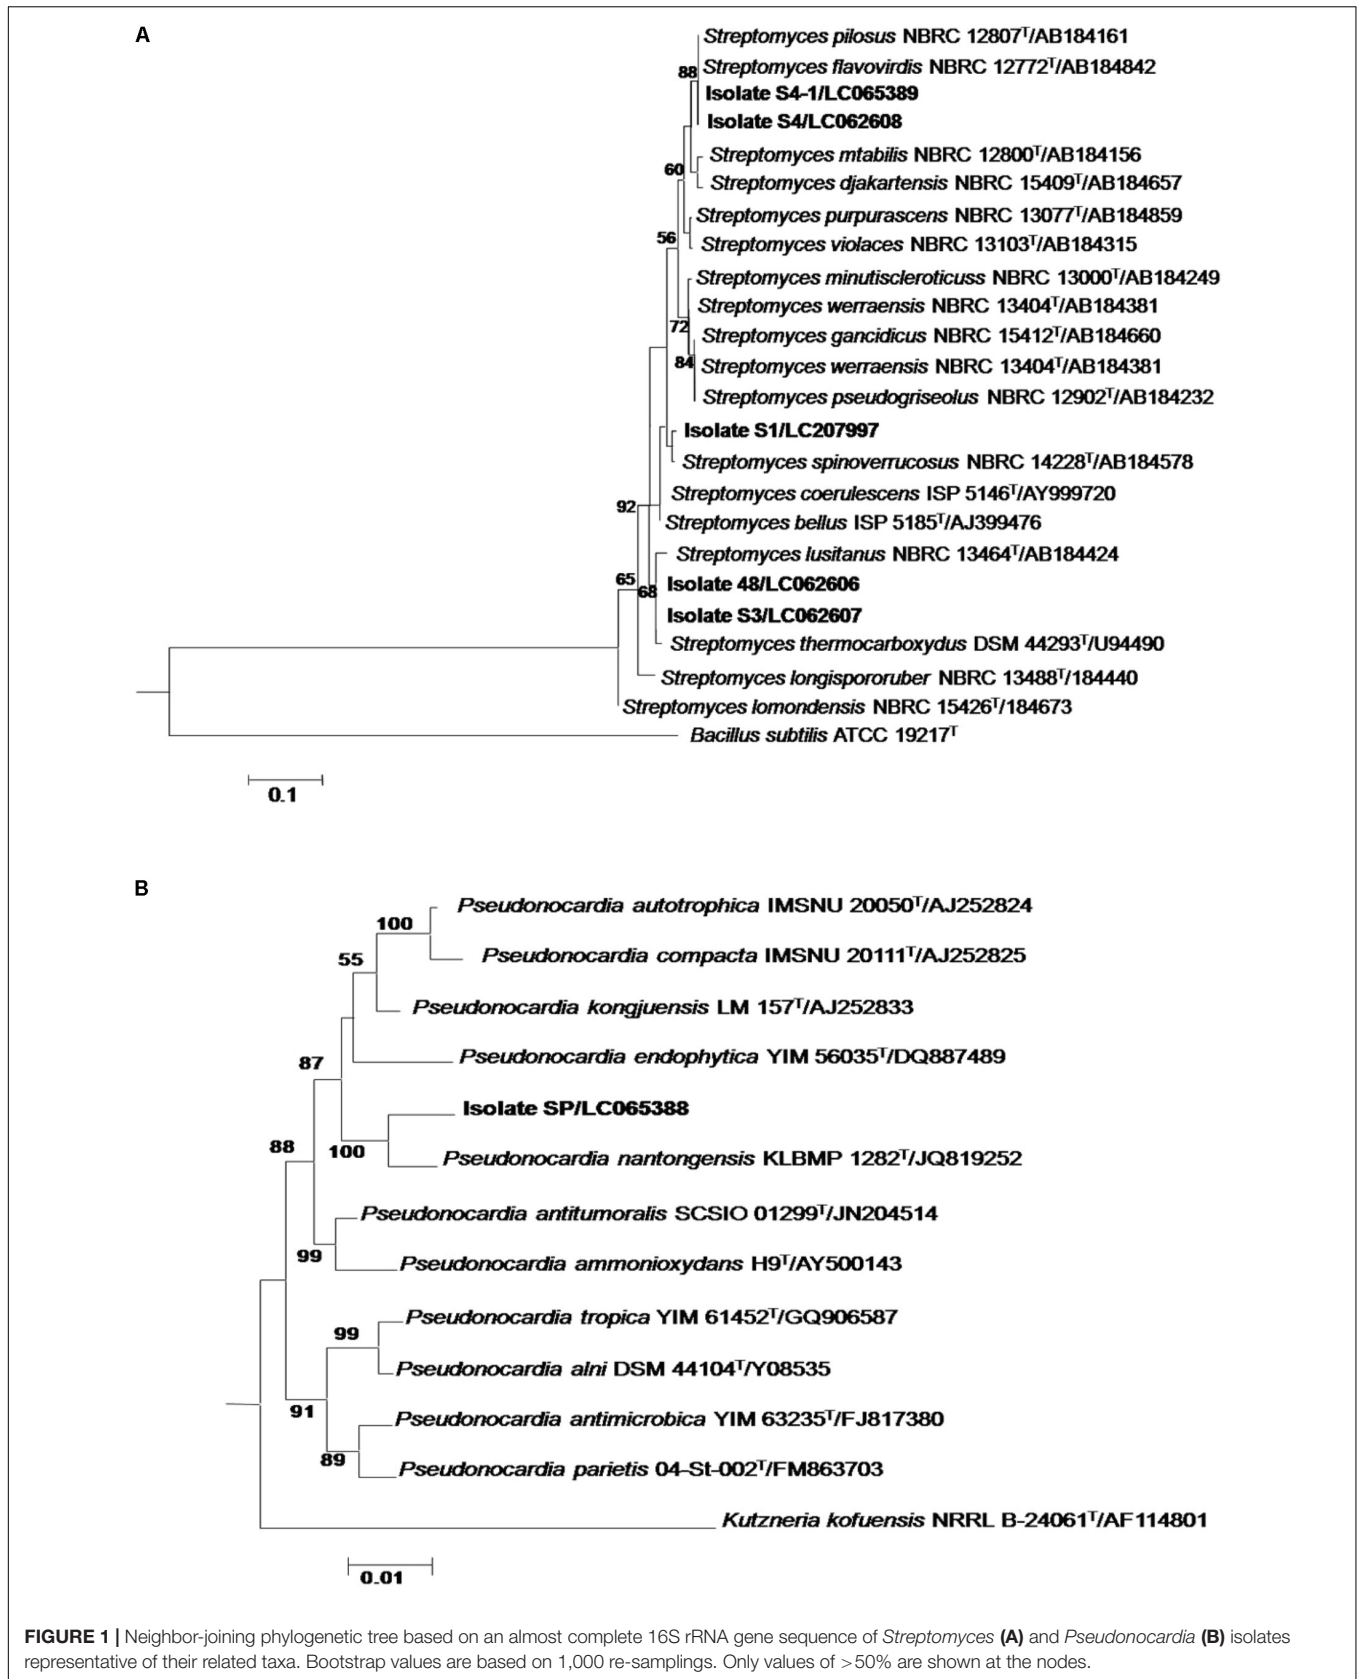 A
Streptomyces pilosus NBRC 12807ᵀ/AB184161
88
Streptomyces flavovirdis NBRC 12772ᵀ/AB184842
Isolate S4-1/LC065389
Isolate S4/LC062608
Streptomyces mtabilis NBRC 12800ᵀ/AB184156
60
Streptomyces djakartensis NBRC 15409ᵀ/AB184657
Streptomyces purpurascens NBRC 13077ᵀ/AB184859
56
Streptomyces violaces NBRC 13103ᵀ/AB184315
Streptomyces minutiscleroticuss NBRC 13000ᵀ/AB184249
Streptomyces werraensis NBRC 13404ᵀ/AB184381
72
Streptomyces gancidicus NBRC 15412ᵀ/AB184660
84
Streptomyces werraensis NBRC 13404ᵀ/AB184381
Streptomyces pseudogriseolus NBRC 12902ᵀ/AB184232
Isolate S1/LC207997
Streptomyces spinoverrucosus NBRC 14228ᵀ/AB184578
Streptomyces coerulescens ISP 5146ᵀ/AY999720
92
Streptomyces bellus ISP 5185ᵀ/AJ399476
Streptomyces lusitanus NBRC 13464ᵀ/AB184424
65
68
Isolate 48/LC062606
Isolate S3/LC062607
Streptomyces thermocarboxydus DSM 44293ᵀ/U94490
Streptomyces longispororuber NBRC 13488ᵀ/184440
Streptomyces lomondensis NBRC 15426ᵀ/184673
Bacillus subtilis ATCC 19217ᵀ
0.1
B
Pseudonocardia autotrophica IMSNU 20050ᵀ/AJ252824
100
Pseudonocardia compacta IMSNU 20111ᵀ/AJ252825
55
Pseudonocardia kongjuensis LM 157ᵀ/AJ252833
Pseudonocardia endophytica YIM 56035ᵀ/DQ887489
87
Isolate SP/LC065388
88
100
Pseudonocardia nantongensis KLBMP 1282ᵀ/JQ819252
Pseudonocardia antitumoralis SCSIO 01299ᵀ/JN204514
99
Pseudonocardia ammonioxydans H9ᵀ/AY500143
Pseudonocardia tropica YIM 61452ᵀ/GQ906587
99
Pseudonocardia alni DSM 44104ᵀ/Y08535
91
Pseudonocardia antimicrobica YIM 63235ᵀ/FJ817380
89
Pseudonocardia parietis 04-St-002ᵀ/FM863703
Kutzneria kofuensis NRRL B-24061ᵀ/AF114801
0.01
FIGURE 1 | Neighbor-joining phylogenetic tree based on an almost complete 16S rRNA gene sequence of Streptomyces (A) and Pseudonocardia (B) isolates
representative of their related taxa. Bootstrap values are based on 1,000 re-samplings. Only values of >50% are shown at the nodes.